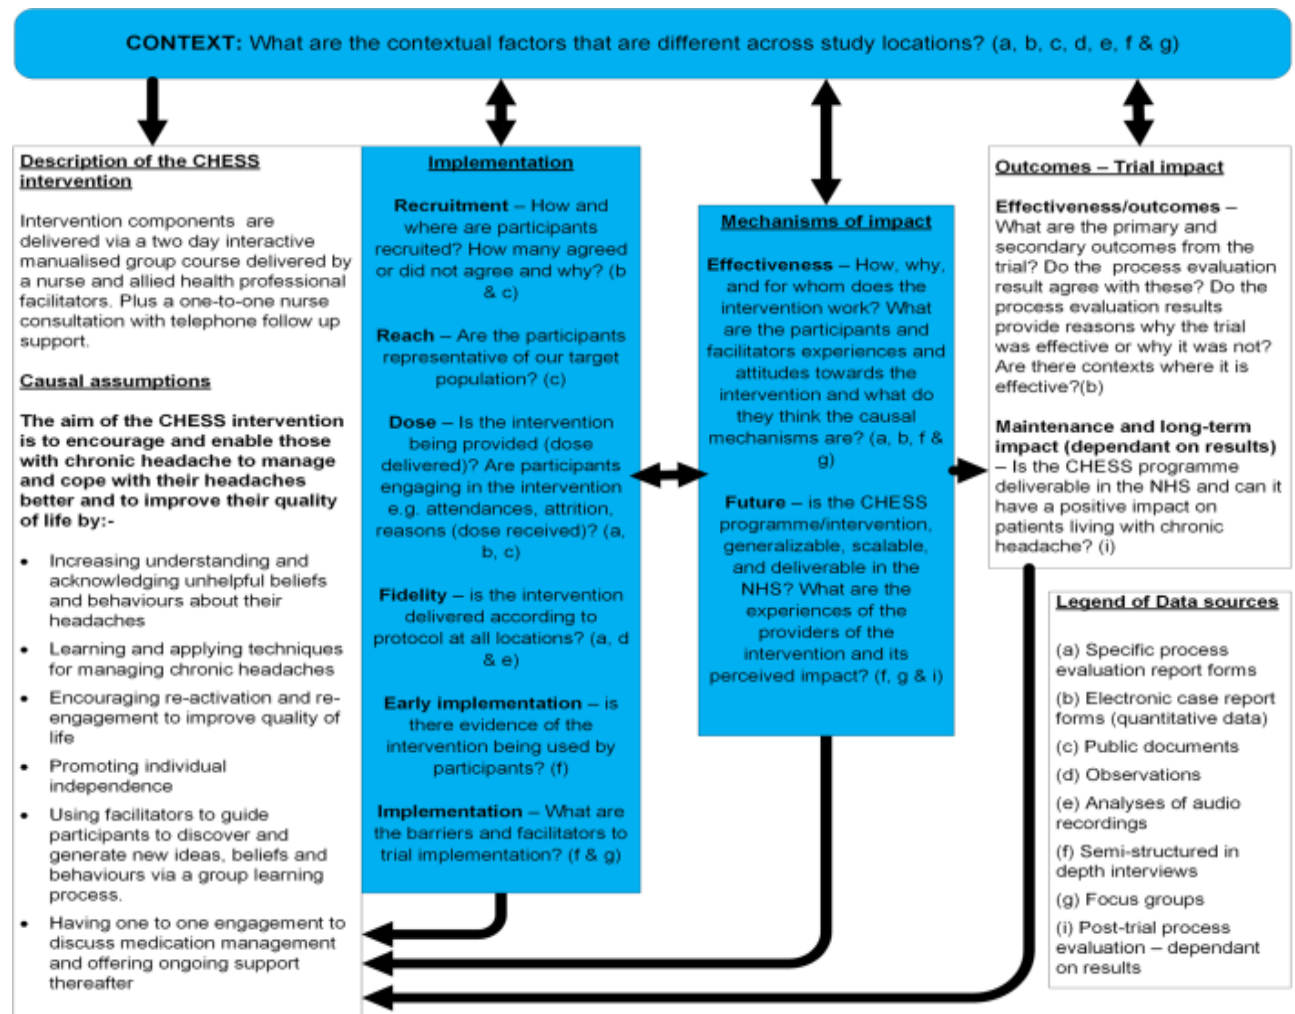 CONTEXT: What are the contextual factors that are different across study locations? (a, b, c, d, e, f & g)
Description of the CHESS
intervention
Intervention components are
delivered via a two day interactive
manualised group course delivered by
a nurse and allied health professional
facilitators. Plus a one-to-one nurse
consultation with telephone follow up
support.
Causal assumptions
The aim of the CHESS intervention
is to encourage and enable those
with chronic headache to manage
and cope with their headaches
better and to improve their quality
of life by:-
• Increasing understanding and
acknowledging unhelpful beliefs
and behaviours about their
headaches
• Learning and applying techniques
for managing chronic headaches
• Encouraging re-activation and re-
engagement to improve quality of
life
• Promoting individual
independence
• Using facilitators to guide
participants to discover and
generate new ideas, beliefs and
behaviours via a group learning
process.
• Having one to one engagement to
discuss medication management
and offering ongoing support
thereafter
Implementation
Recruitment – How and
where are participants
recruited? How many agreed
or did not agree and why? (b
& c)
Reach – Are the participants
representative of our target
population? (c)
Dose – Is the intervention
being provided (dose
delivered)? Are participants
engaging in the intervention
e.g. attendances, attrition,
reasons (dose received)? (a,
b, c)
Fidelity – is the intervention
delivered according to
protocol at all locations? (a, d
& e)
Early implementation – is
there evidence of the
intervention being used by
participants? (f)
Implementation – What are
the barriers and facilitators to
trial implementation? (f & g)
Mechanisms of impact
Effectiveness – How, why,
and for whom does the
intervention work? What
are the participants and
facilitators experiences and
attitudes towards the
intervention and what do
they think the causal
mechanisms are? (a, b, f &
g)
Future – is the CHESS
programme/intervention,
generalizable, scalable,
and deliverable in the
NHS? What are the
experiences of the
providers of the
intervention and its
perceived impact? (f, g & i)
Outcomes – Trial impact
Effectiveness/outcomes –
What are the primary and
secondary outcomes from the
trial? Do the process evaluation
result agree with these? Do the
process evaluation results
provide reasons why the trial
was effective or why it was not?
Are there contexts where it is
effective?(b)
Maintenance and long-term
impact (dependant on results)
– Is the CHESS programme
deliverable in the NHS and can it
have a positive impact on
patients living with chronic
headache? (i)
Legend of Data sources
(a) Specific process
evaluation report forms
(b) Electronic case report
forms (quantitative data)
(c) Public documents
(d) Observations
(e) Analyses of audio
recordings
(f) Semi-structured in
depth interviews
(g) Focus groups
(i) Post-trial process
evaluation – dependant
on results